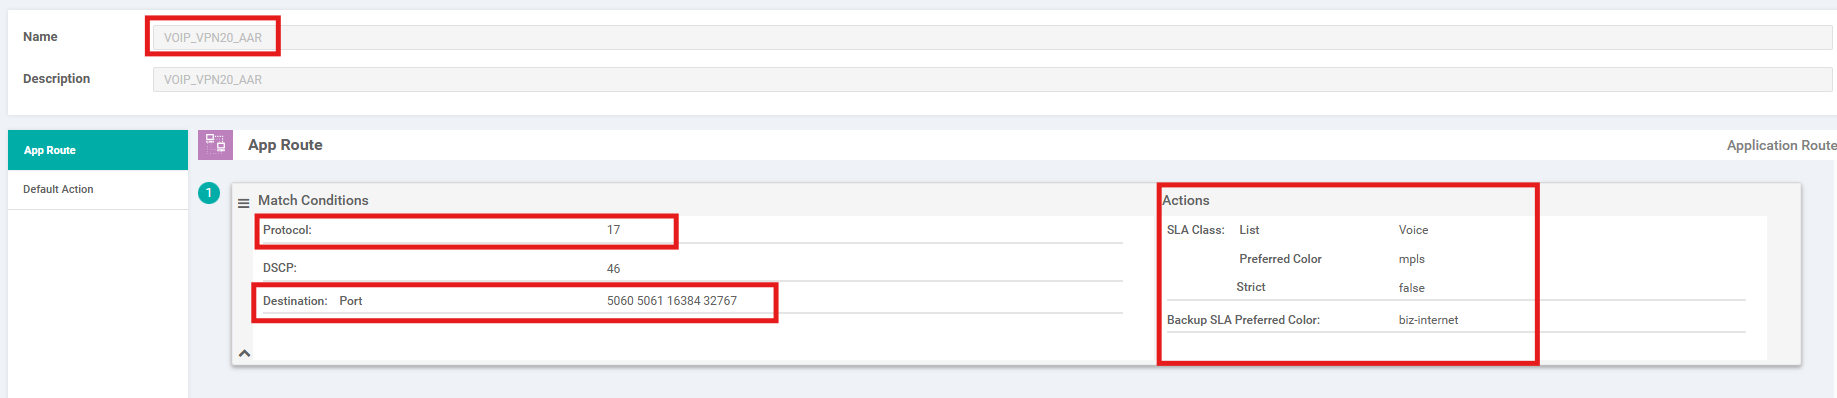 Name VOIP_VPN20_AAR
Description VOIP_VPN20_AAR
App Route
Default Action
App Route Application Route
1
Match Conditions Actions
Protocol: 17
DSCP: 46
Destination: Port 5060 5061 16384 32767
SLA Class: List Voice
Preferred Color mpls
Strict false
Backup SLA Preferred Color: biz-internet